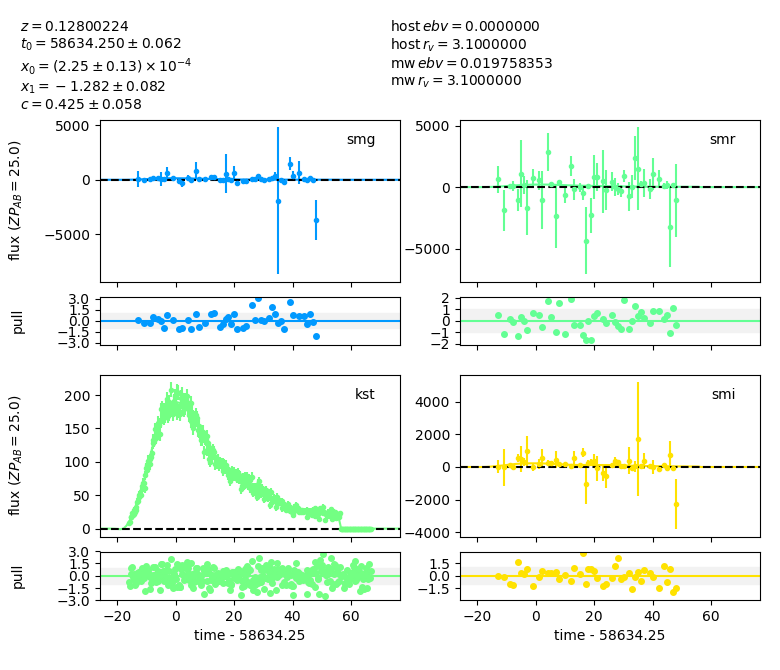 z = 0.12800224
t₀ = 58634.250 ± 0.062
x₀ = (2.25 ± 0.13) × 10⁻⁴
x₁ = −1.282 ± 0.082
c = 0.425 ± 0.058
host ebv = 0.0000000
host r_v = 3.1000000
mw ebv = 0.019758353
mw r_v = 3.1000000
flux (ZP_AB = 25.0)
5000
0
−5000
smg
5000
0
−5000
smr
pull
3.0
1.5
0.0
−1.5
−3.0
2
1
0
−1
−2
flux (ZP_AB = 25.0)
200
150
100
50
0
kst
4000
2000
0
−2000
−4000
smi
pull
3.0
1.5
0.0
−1.5
−3.0
1.5
0.0
−1.5
−20 0 20 40 60
−20 0 20 40 60
time - 58634.25
time - 58634.25